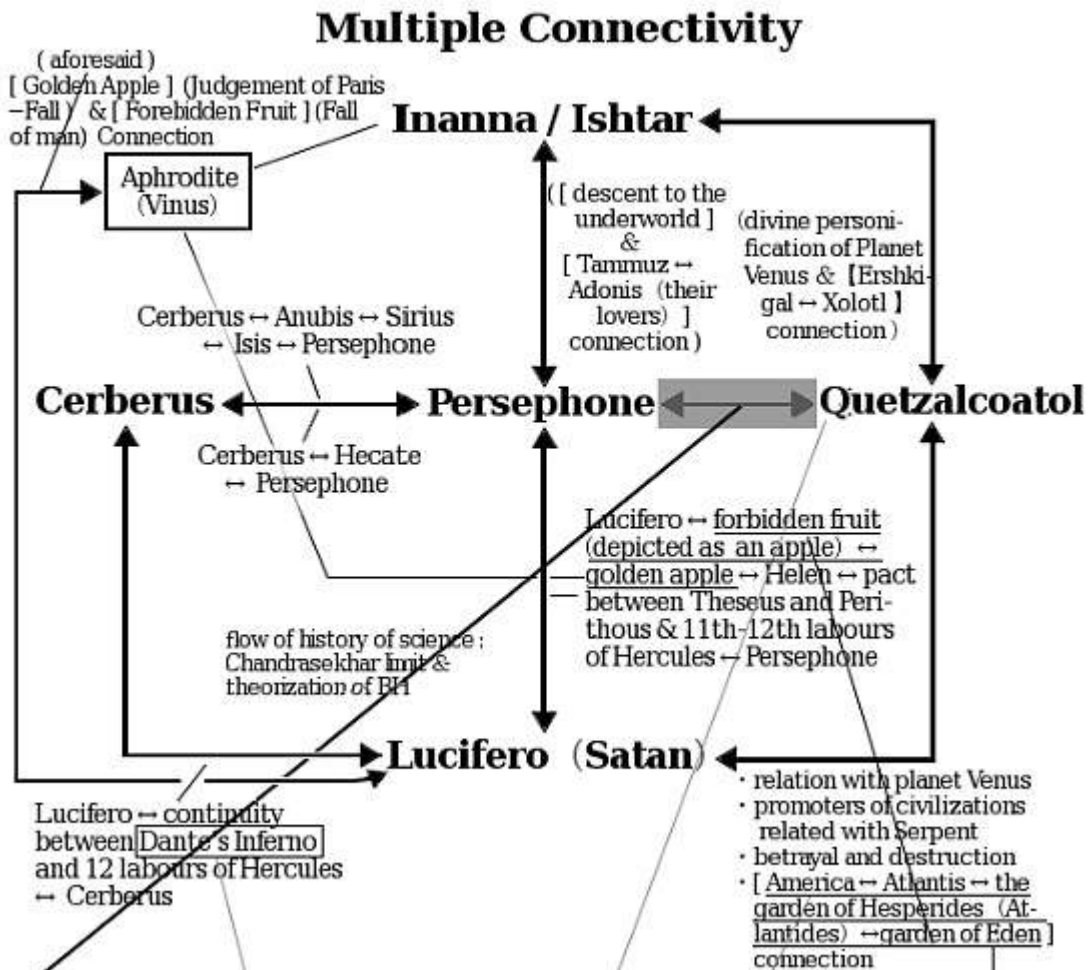 Multiple Connectivity
( aforesaid )
[ Golden Apple ] (Judgement of Paris
–Fall ) & [ Forebidden Fruit ] (Fall
of man) Connection
Inanna / Ishtar
Aphrodite
(Vinus)
([ descent to the
underworld ]
&
[ Tammuz ↔
Adonis (their
lovers) ]
connection )
(divine personi-
fication of Planet
Venus & 【Ershki-
gal ↔ Xolotl 】
connection )
Cerberus ↔ Anubis ↔ Sirius
↔ Isis ↔ Persephone
Cerberus
Persephone
Quetzalcoatol
Cerberus ↔ Hecate
↔ Persephone
Lucifero ↔ forbidden fruit
(depicted as an apple) ↔
golden apple ↔ Helen ↔ pact
between Theseus and Peri-
thous & 11th-12th labours
of Hercules ↔ Persephone
flow of history of science :
Chandrasekhar limit &
theorization of BH
Lucifero (Satan)
Lucifero ↔ continuity
between Dante's Inferno
and 12 labours of Hercules
↔ Cerberus
· relation with planet Venus
· promoters of civilizations
related with Serpent
· betrayal and destruction
· [ America ↔ Atlantis ↔ the
garden of Hesperides (At-
lantides) ↔garden of Eden ]
connection